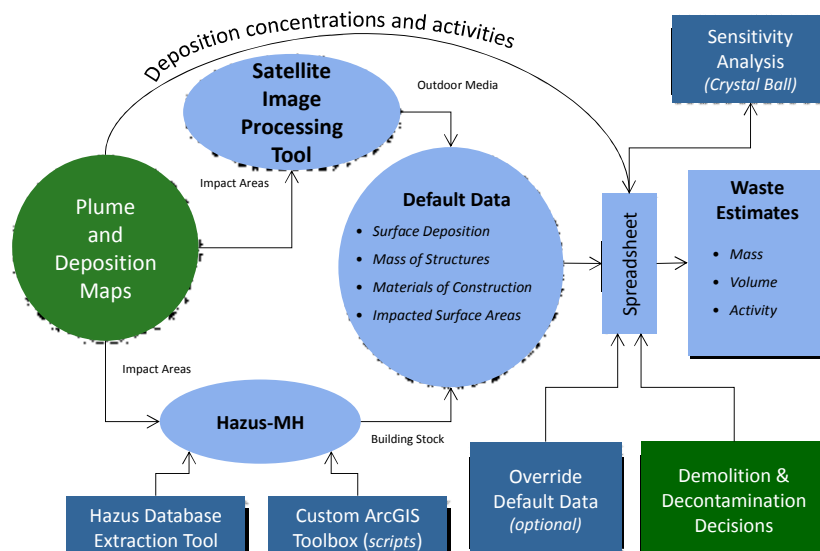 Deposition concentrations and activities
Sensitivity
Analysis
(Crystal Ball)
Satellite
Image
Processing
Tool
Outdoor Media
Impact Areas
Plume
and
Deposition
Maps
Default Data
• Surface Deposition
• Mass of Structures
• Materials of Construction
• Impacted Surface Areas
Spreadsheet
Waste
Estimates
• Mass
• Volume
• Activity
Impact Areas
Hazus-MH
Building Stock
Hazus Database
Extraction Tool
Custom ArcGIS
Toolbox (scripts)
Override
Default Data
(optional)
Demolition &
Decontamination
Decisions